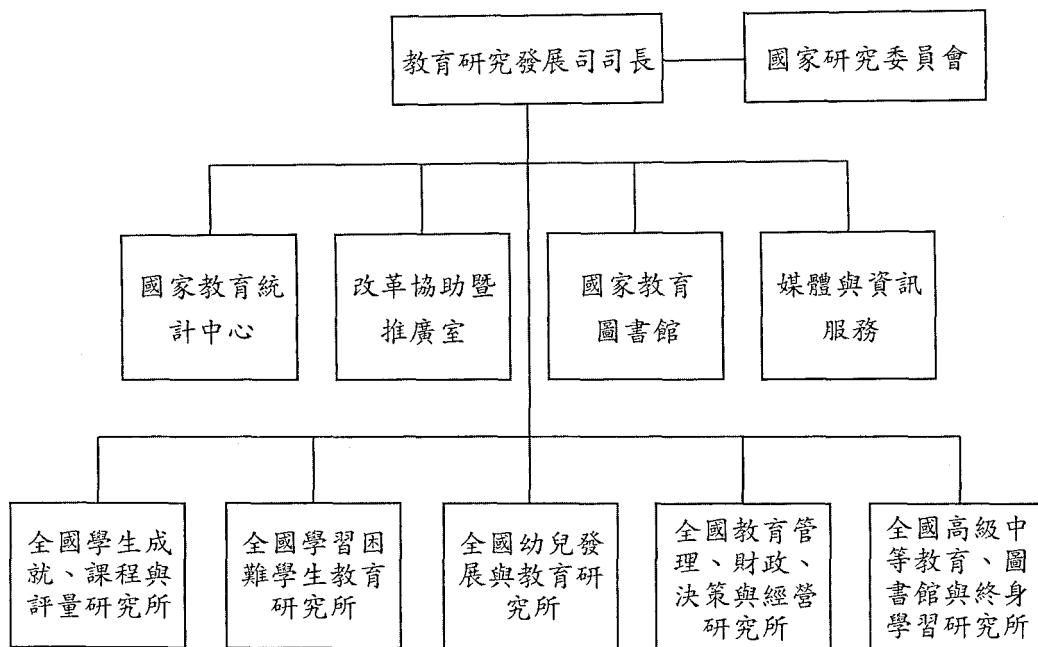 教育研究發展司司長
國家研究委員會
國家教育統
計中心
改革協助暨
推廣室
國家教育
圖書館
媒體與資訊
服務
全國學生成
就、課程與
評量研究所
全國學習困
難學生教育
研究所
全國幼兒發
展與教育研
究所
全國教育管
理、財政、
決策與經營
研究所
全國高級中
等教育、圖
書館與終身
學習研究所